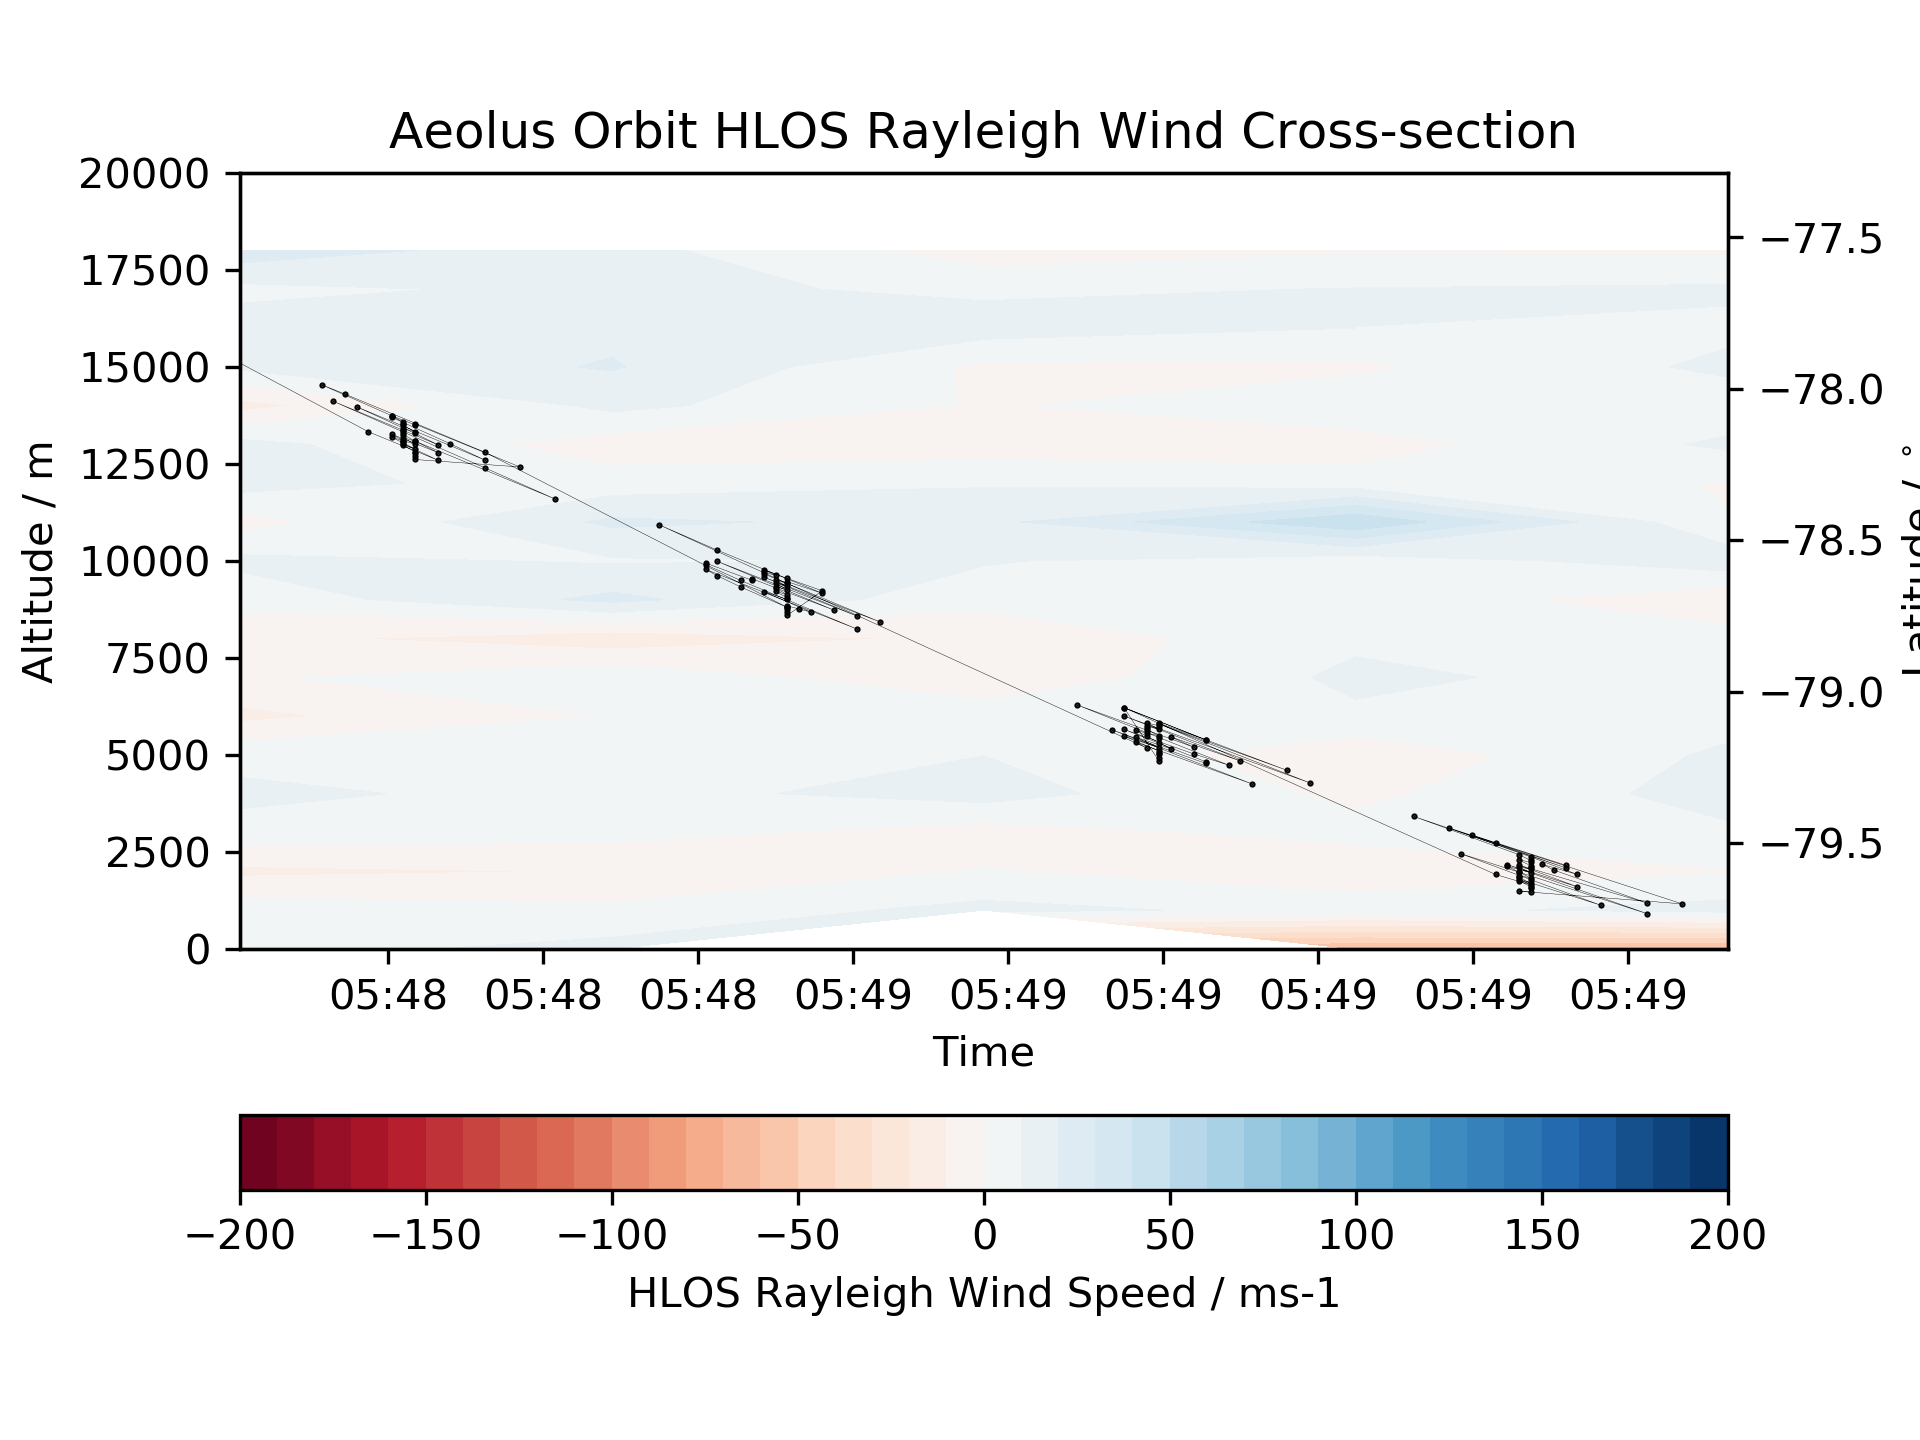 Aeolus Orbit HLOS Rayleigh Wind Cross-section
20000
17500
15000
12500
10000
7500
5000
2500
0
Altitude / m
−77.5
−78.0
−78.5
−79.0
−79.5
Latitude / °
05:48 05:48 05:48 05:49 05:49 05:49 05:49 05:49 05:49
Time
−200 −150 −100 −50 0 50 100 150 200
HLOS Rayleigh Wind Speed / ms-1